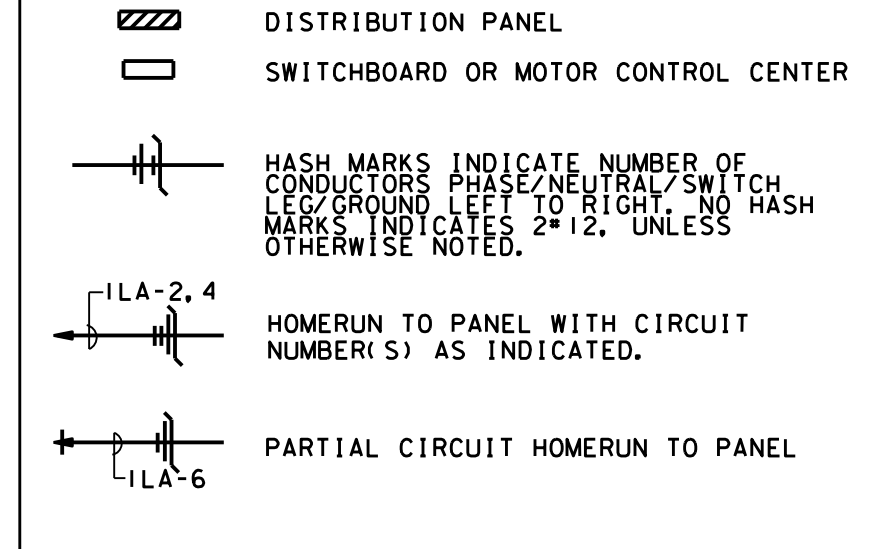 DISTRIBUTION PANEL
SWITCHBOARD OR MOTOR CONTROL CENTER
HASH MARKS INDICATE NUMBER OF
CONDUCTORS PHASE/NEUTRAL/SWITCH
LEG/GROUND LEFT TO RIGHT. NO HASH
MARKS INDICATES 2#12, UNLESS
OTHERWISE NOTED.
1LA-2, 4
HOMERUN TO PANEL WITH CIRCUIT
NUMBER(S) AS INDICATED.
PARTIAL CIRCUIT HOMERUN TO PANEL
1LA-6